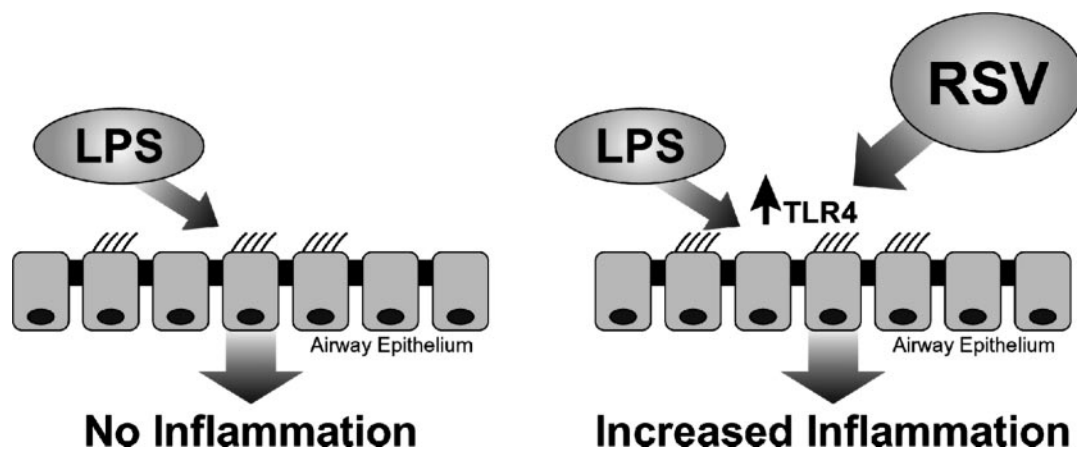 LPS
Airway Epithelium
No Inflammation
RSV
LPS
TLR4
Airway Epithelium
Increased Inflammation